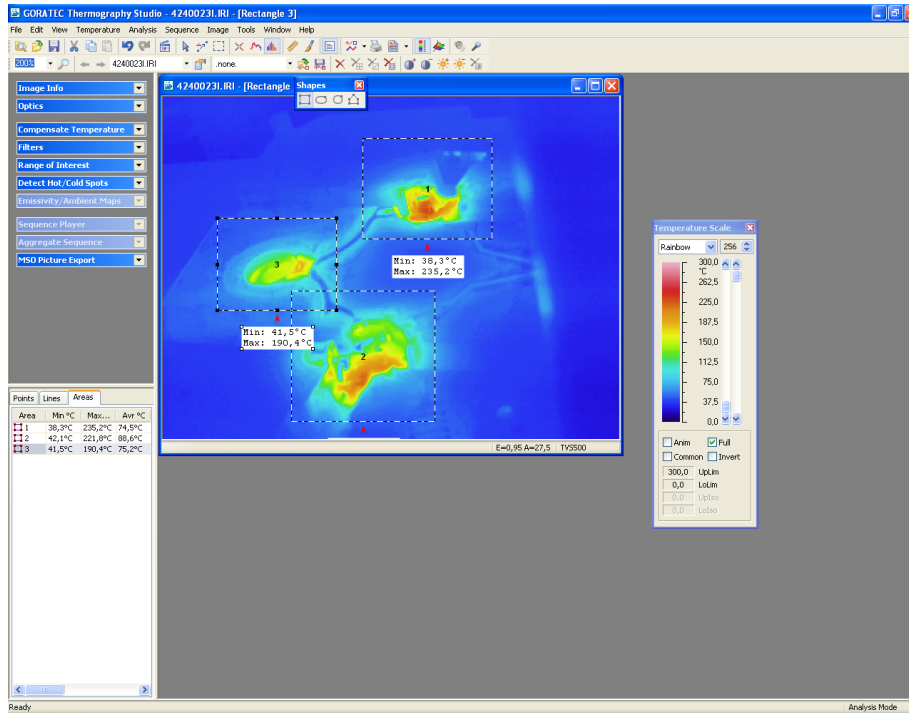 GORATEC Thermography Studio - 4240023I.IRI - [Rectangle 3]
File Edit View Temperature Analysis Sequence Image Tools Window Help
200% 4240023I.IRI .none.
Image Info
Optics
Compensate Temperature
Filters
Range of Interest
Detect Hot/Cold Spots
Emissivity/Ambient Maps
Sequence Player
Aggregate Sequence
MSO Picture Export
4240023I.IRI - [Rectangle
Shapes
1
Min: 38,3°C
Max: 235,2°C
3
Min: 41,5°C
Max: 190,4°C
2
E=0,95 A=27,5 TVS500
Temperature Scale
Rainbow 256
300,0
°C
262,5
225,0
187,5
150,0
112,5
75,0
37,5
0,0
Anim Full
Common Invert
300,0 UpLim
0,0 LoLim
0,0 UpIso
0,0 LoIso
Points Lines Areas
Area Min °C Max... Avr °C
1 38,3°C 235,2°C 74,5°C
2 42,1°C 221,8°C 88,6°C
3 41,5°C 190,4°C 75,2°C
Ready Analysis Mode